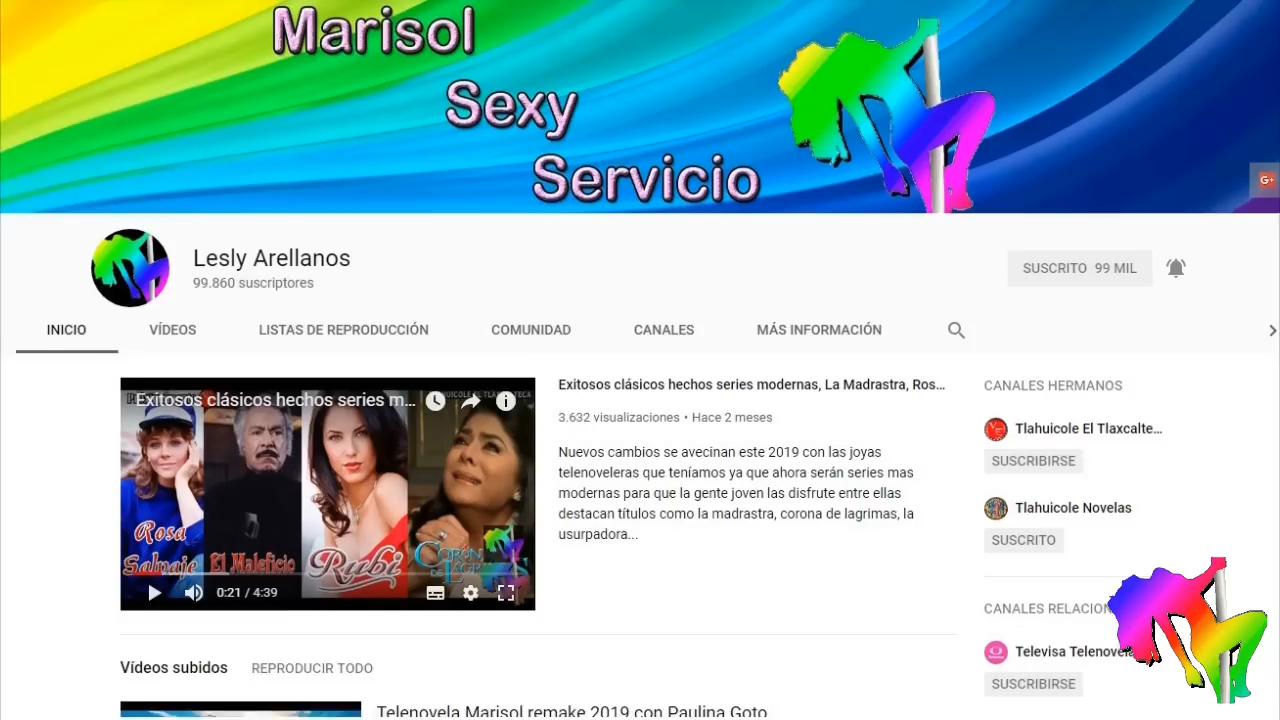 Marisol
Sexy
Servicio
G+
Lesly Arellanos
99.860 suscriptores
SUSCRITO 99 MIL
INICIO VÍDEOS LISTAS DE REPRODUCCIÓN COMUNIDAD CANALES MÁS INFORMACIÓN
Exitosos clásicos hechos series m...
Rosa
Salvaje
El Maleficio
Rubi
0:21 / 4:39
Exitosos clásicos hechos series modernas, La Madrastra, Ros...
3.632 visualizaciones • Hace 2 meses
Nuevos cambios se avecinan este 2019 con las joyas
telenoveleras que teníamos ya que ahora serán series mas
modernas para que la gente joven las disfrute entre ellas
destacan títulos como la madrastra, corona de lagrimas, la
usurpadora...
CANALES HERMANOS
Tlahuicole El Tlaxcalte...
SUSCRIBIRSE
Tlahuicole Novelas
SUSCRITO
CANALES RELACION
Televisa Telenovela
SUSCRIBIRSE
Vídeos subidos REPRODUCIR TODO
Telenovela Marisol remake 2019 con Paulina Goto